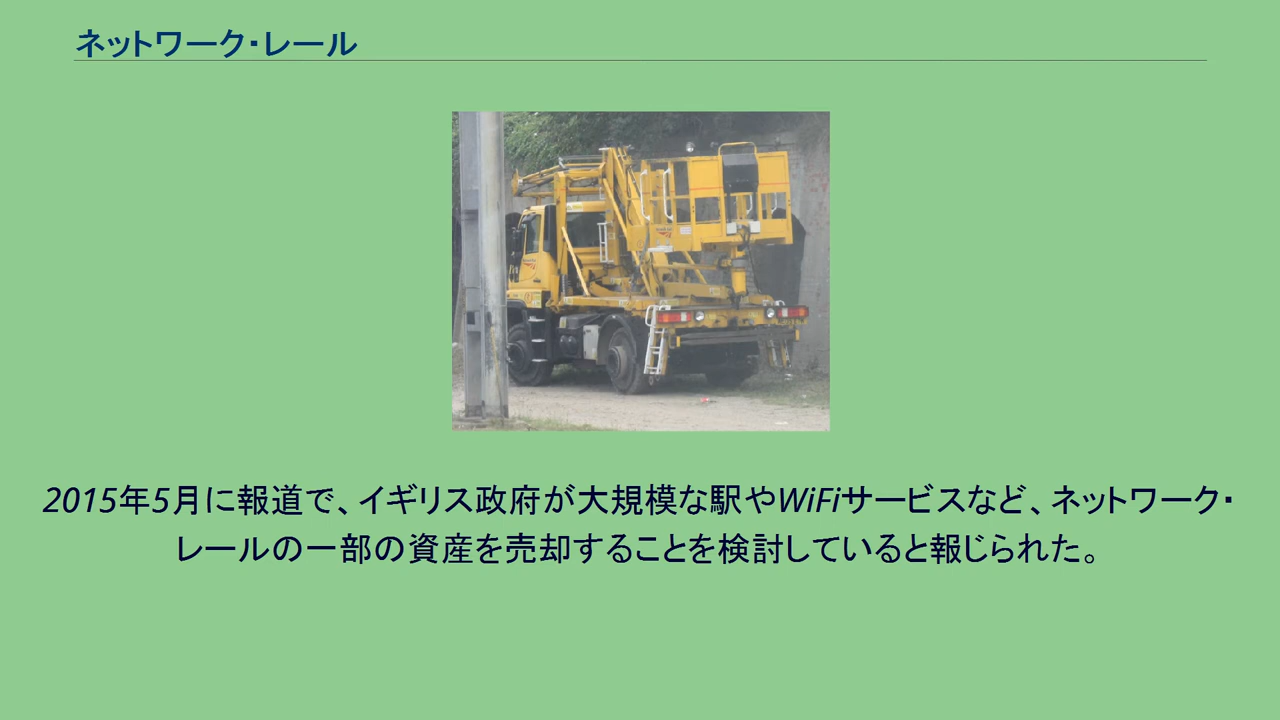 ネットワーク・レール
2015年5月に報道で、イギリス政府が大規模な駅やWiFiサービスなど、ネットワーク・
レールの一部の資産を売却することを検討していると報じられた。